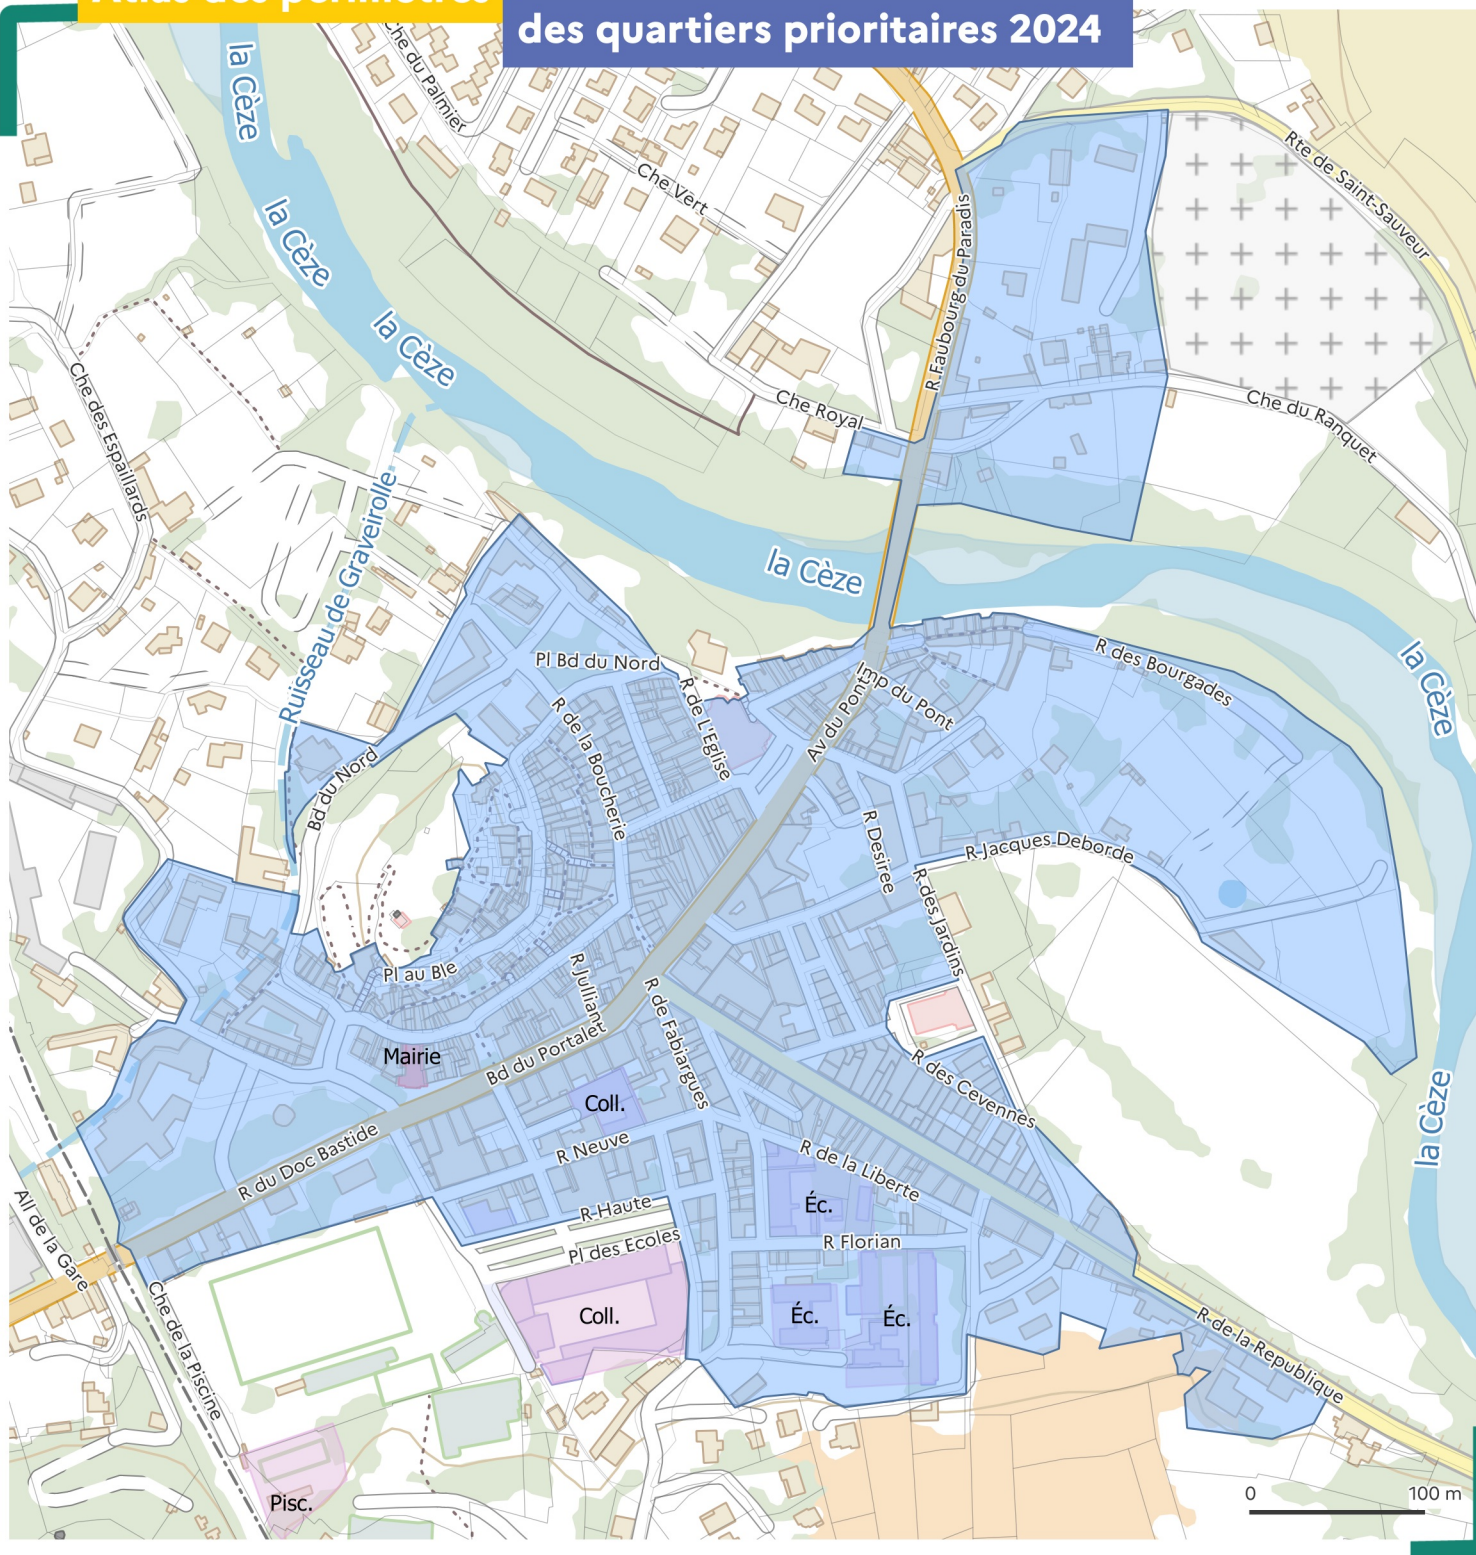 Atlas des périmètres
des quartiers prioritaires 2024
la Cèze
Che du Palmier
Che Vert
Rte de Saint-Sauveur
la Cèze
R Faubourg du Paradis
la Cèze
Che des Espaillards
Che Royal
Che du Ranquet
Ruisseau de Graveirolle
la Cèze
Pl Bd du Nord
R de L'Eglise
Imp du Pont
R des Bourgades
la Cèze
R de la Boucherie
Av du Pont
Bd du Nord
R Desiree
R Jacques Deborde
R des Jardins
Pl au Ble
R Julliant
R de Fabiargues
Mairie
Bd du Portalet
R des Cevennes
Coll.
la Cèze
R Neuve
R du Doc Bastide
R de la Liberte
All de la Gare
R Haute
Éc.
Pl des Ecoles
R Florian
Che de la Piscine
Coll.
Éc.
Éc.
R de la Republique
Pisc.
0 100 m